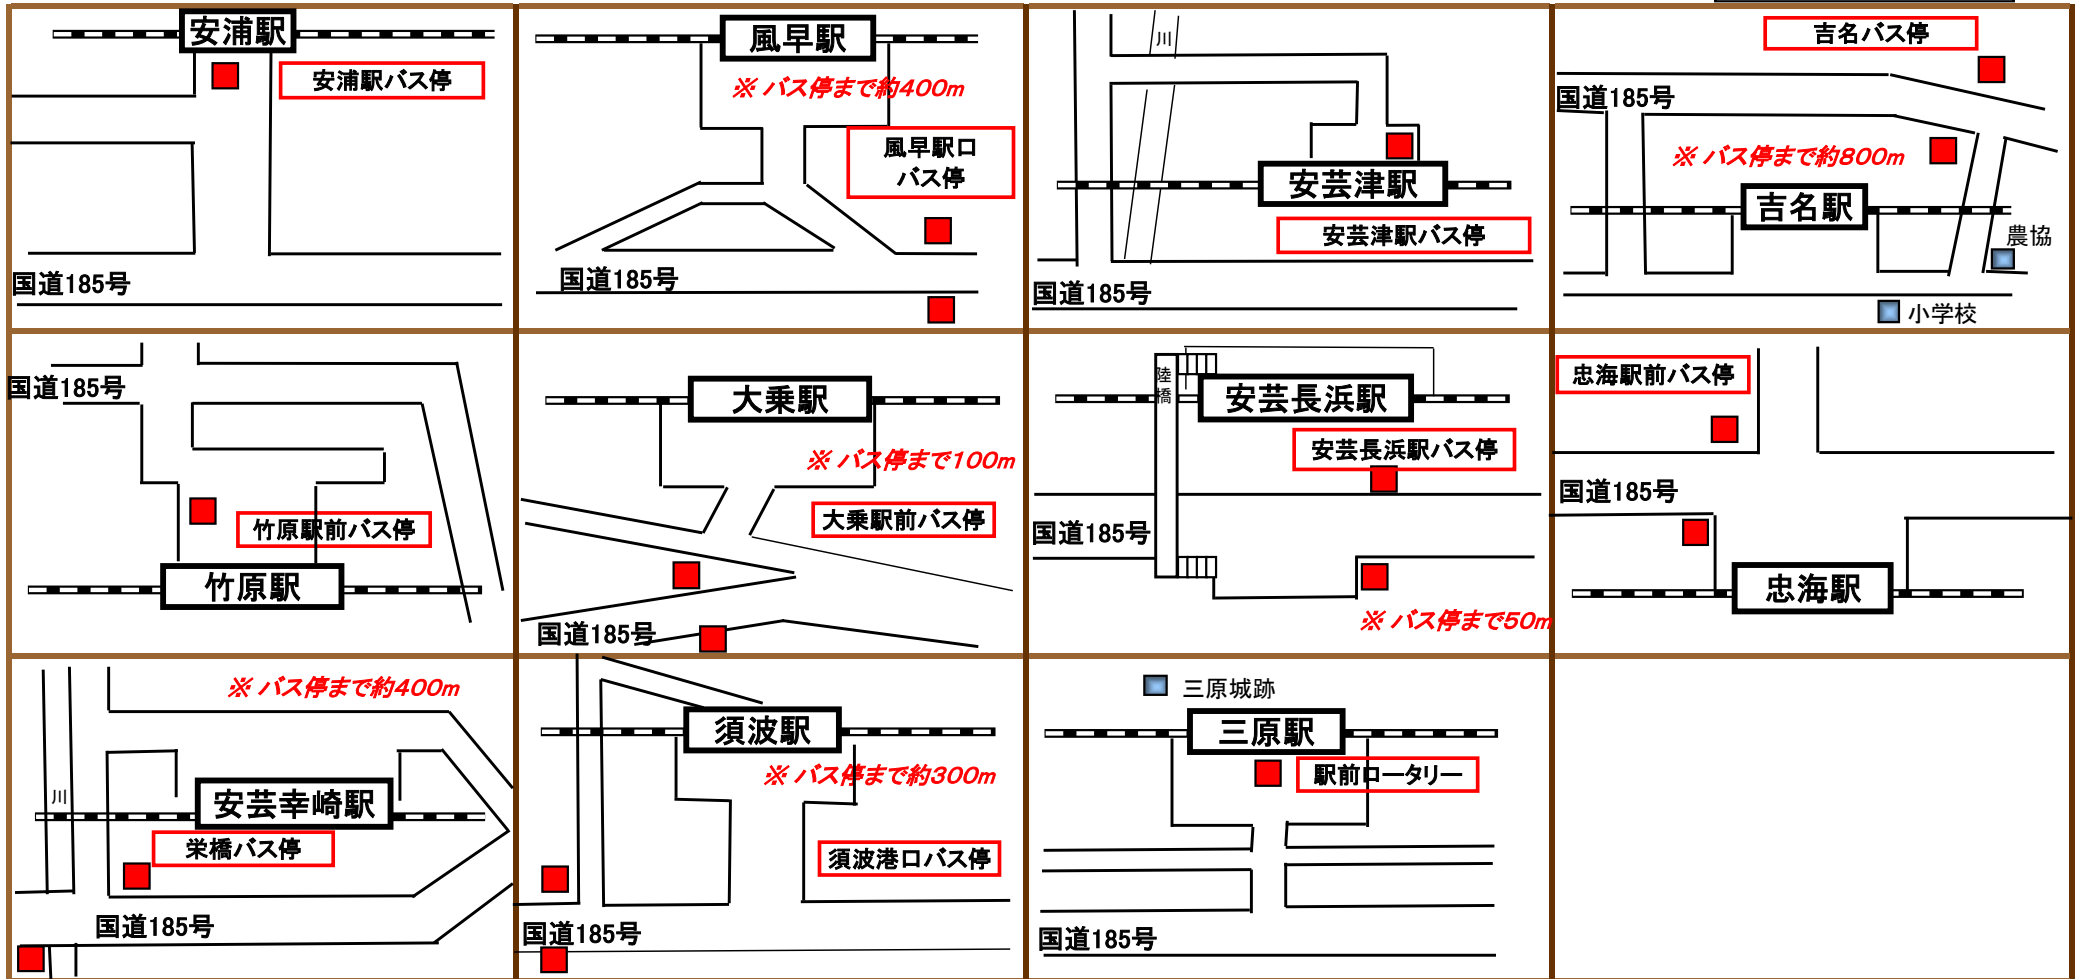 安浦駅
安浦駅バス停
国道185号
風早駅
※ バス停まで約400m
風早駅口
バス停
国道185号
川
安芸津駅
安芸津駅バス停
国道185号
吉名バス停
国道185号
※ バス停まで約800m
吉名駅
農協
小学校
国道185号
竹原駅前バス停
竹原駅
大乗駅
※ バス停まで100m
大乗駅前バス停
国道185号
陸
橋
安芸長浜駅
安芸長浜駅バス停
国道185号
※ バス停まで50m
忠海駅前バス停
国道185号
忠海駅
※ バス停まで約400m
川
安芸幸崎駅
栄橋バス停
国道185号
須波駅
※ バス停まで約300m
須波港口バス停
国道185号
三原城跡
三原駅
駅前ロータリー
国道185号